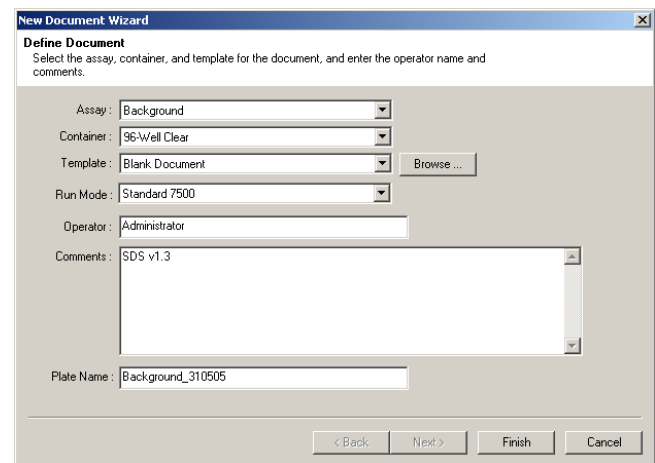 New Document Wizard
Define Document
Select the assay, container, and template for the document, and enter the operator name and
comments.
Assay : Background
Container : 96-Well Clear
Template : Blank Document Browse ...
Run Mode : Standard 7500
Operator : Administrator
Comments : SDS v1.3
Plate Name : Background_310505
< Back Next > Finish Cancel